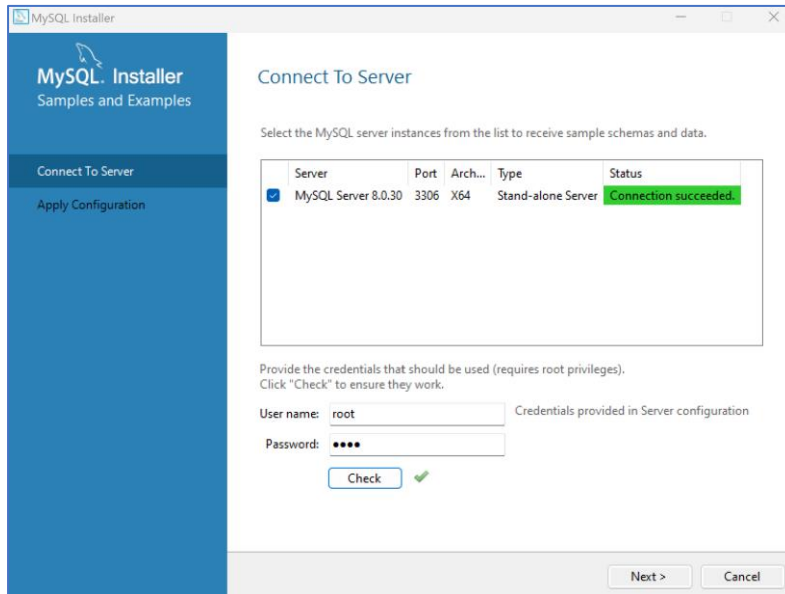 MySQL Installer
MySQL. Installer
Samples and Examples
Connect To Server
Apply Configuration
Connect To Server
Select the MySQL server instances from the list to receive sample schemas and data.
Server Port Arch... Type Status
MySQL Server 8.0.30 3306 X64 Stand-alone Server Connection succeeded.
Provide the credentials that should be used (requires root privileges).
Click "Check" to ensure they work.
User name: root Credentials provided in Server configuration
Password: ●●●●
Check
Next > Cancel